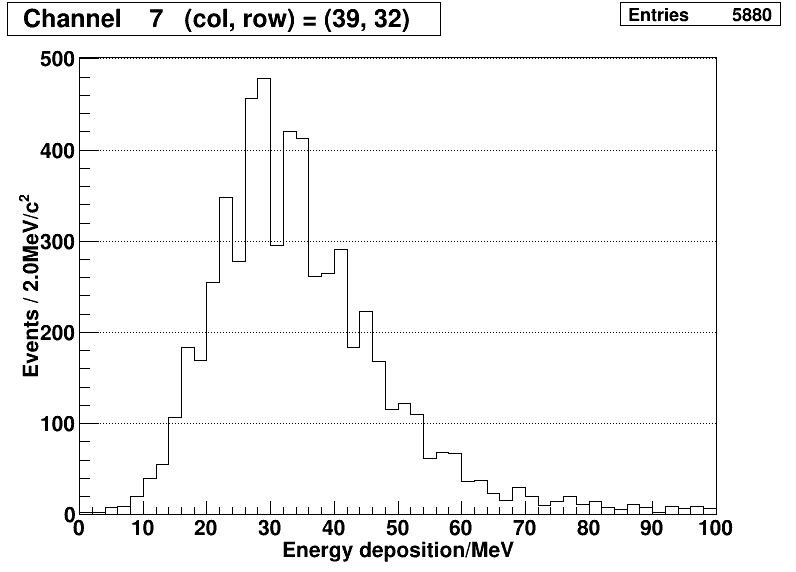 Channel 7 (col, row) = (39, 32)
Entries 5880
500
400
300
200
100
0
Events / 2.0MeV/c²
0 10 20 30 40 50 60 70 80 90 100
Energy deposition/MeV